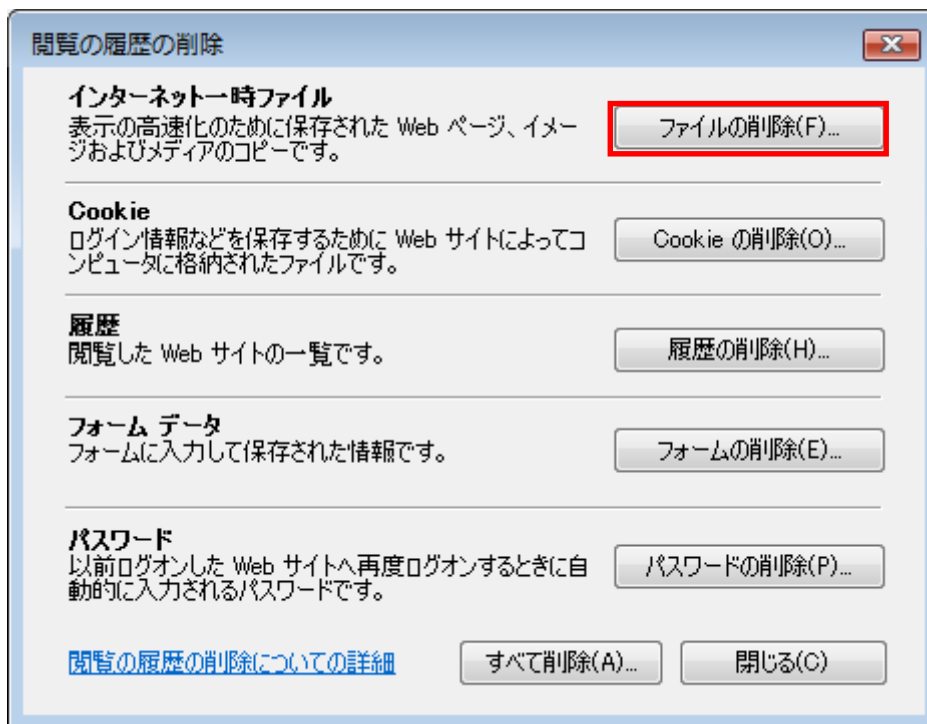 閲覧の履歴の削除
インターネット一時ファイル
表示の高速化のために保存された Web ページ、イメー
ジおよびメディアのコピーです。
ファイルの削除(F)...
Cookie
ログイン情報などを保存するために Web サイトによってコ
ンピュータに格納されたファイルです。
Cookie の削除(O)...
履歴
閲覧した Web サイトの一覧です。
履歴の削除(H)...
フォーム データ
フォームに入力して保存された情報です。
フォームの削除(E)...
パスワード
以前ログオンした Web サイトへ再度ログオンするときに自
動的に入力されるパスワードです。
パスワードの削除(P)...
閲覧の履歴の削除についての詳細
すべて削除(A)...
閉じる(C)